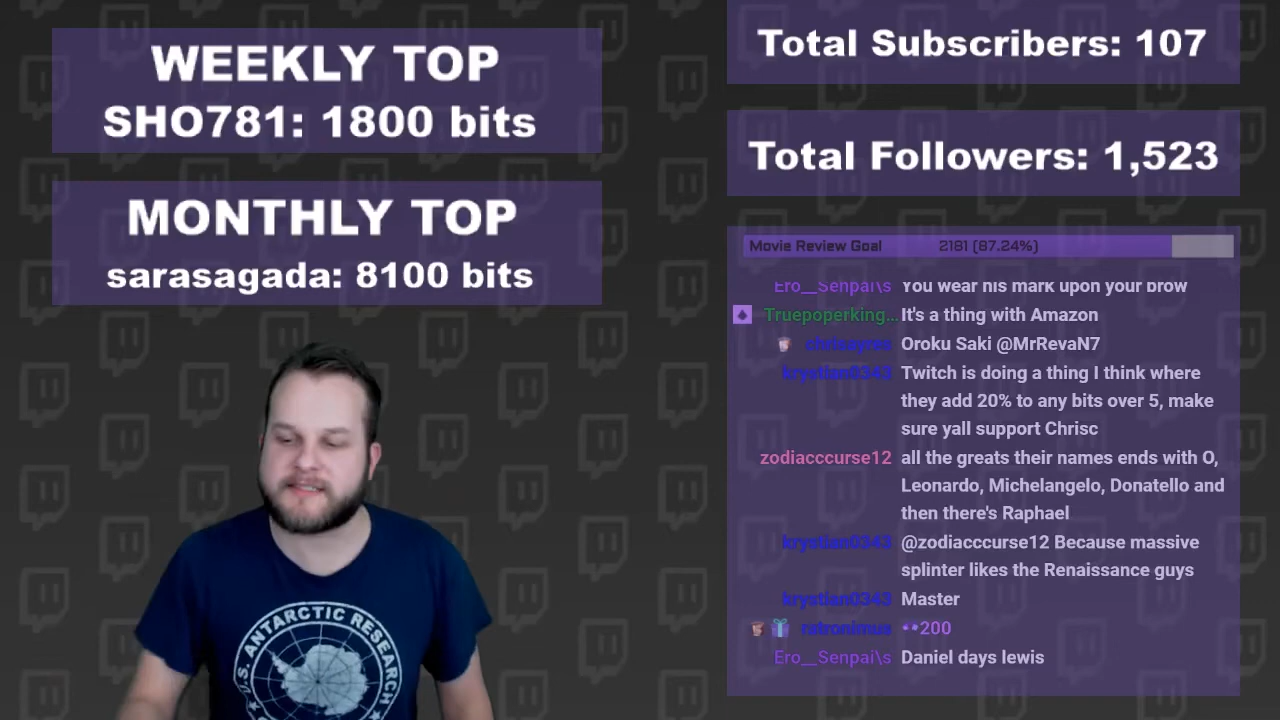 WEEKLY TOP
SHO781: 1800 bits
MONTHLY TOP
sarasagada: 8100 bits
Total Subscribers: 107
Total Followers: 1,523
Movie Review Goal 2181 (87.24%)
Ero__Senpai\s You wear his mark upon your brow
Truepoperking... It's a thing with Amazon
chrisayrec Oroku Saki @MrRevaN7
krystian0343 Twitch is doing a thing I think where
they add 20% to any bits over 5, make
sure yall support Chrisc
zodiacccurse12 all the greats their names ends with O,
Leonardo, Michelangelo, Donatello and
then there's Raphael
krystian0343 @zodiacccurse12 Because massive
splinter likes the Renaissance guys
krystian0343 Master
200
Ero__Senpai\s Daniel days lewis
U.S. ANTARCTIC RESEARCH